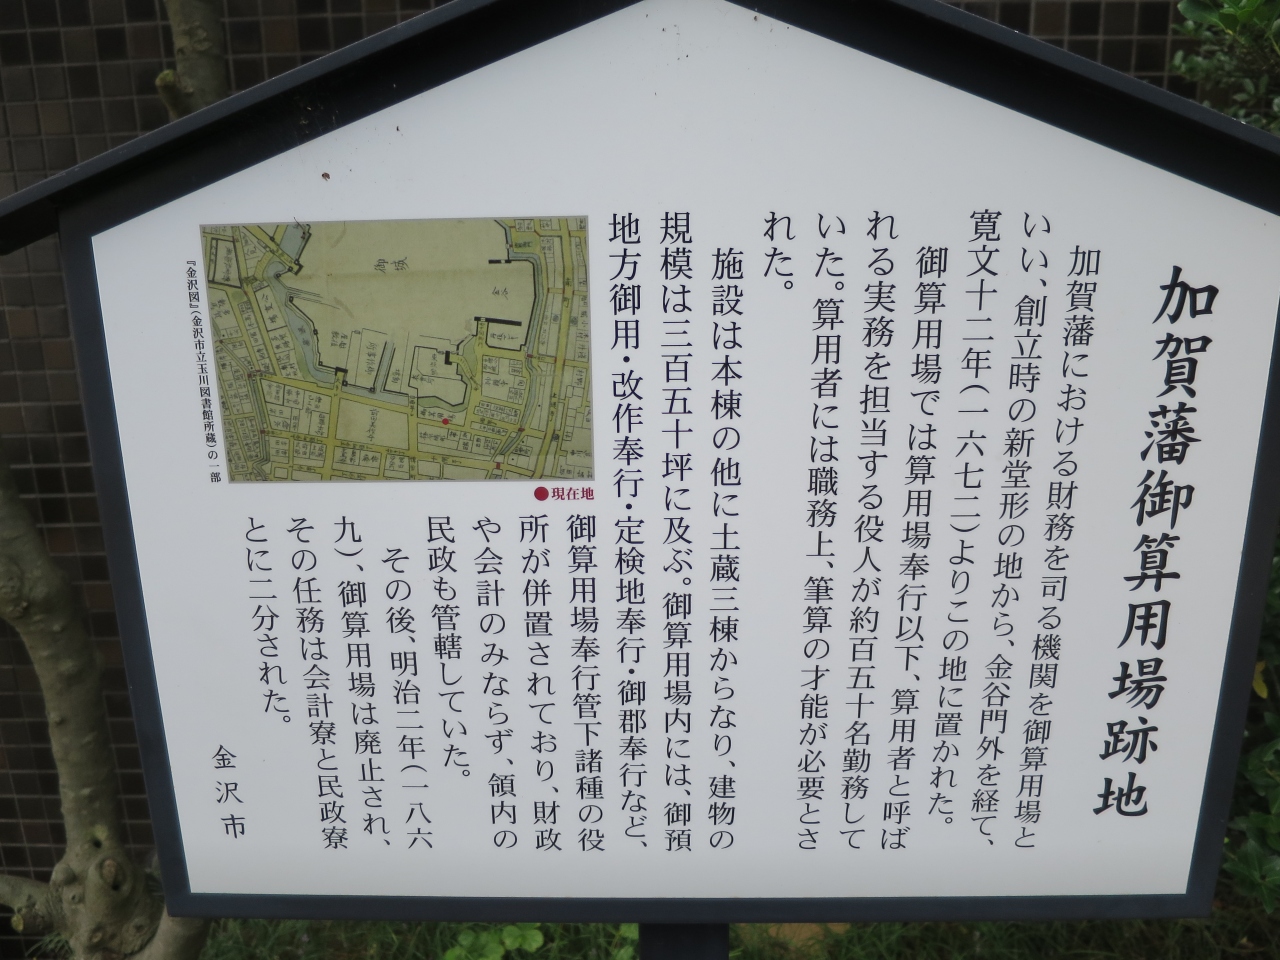 加賀藩御算用場跡地
加賀藩における財務を司る機関を御算用場と
いい、創立時の新堂形の地から、金谷門外を経て、
寛文十二年(一六七二)よりこの地に置かれた。
御算用場では算用場奉行以下、算用者と呼ば
れる実務を担当する役人が約百五十名勤務して
いた。算用者には職務上、筆算の才能が必要とさ
れた。
施設は本棟の他に土蔵三棟からなり、建物の
規模は三百五十坪に及ぶ。御算用場内には、御預
地方御用・改作奉行・定検地奉行・御郡奉行など、
御算用場奉行管下諸種の役
所が併置されており、財政
や会計のみならず、領内の
民政も管轄していた。
その後、明治二年(一八六
九)、御算用場は廃止され、
その任務は会計寮と民政寮
とに二分された。
金沢市
御城
●現在地
『金沢図』(金沢市立玉川図書館所蔵)の一部